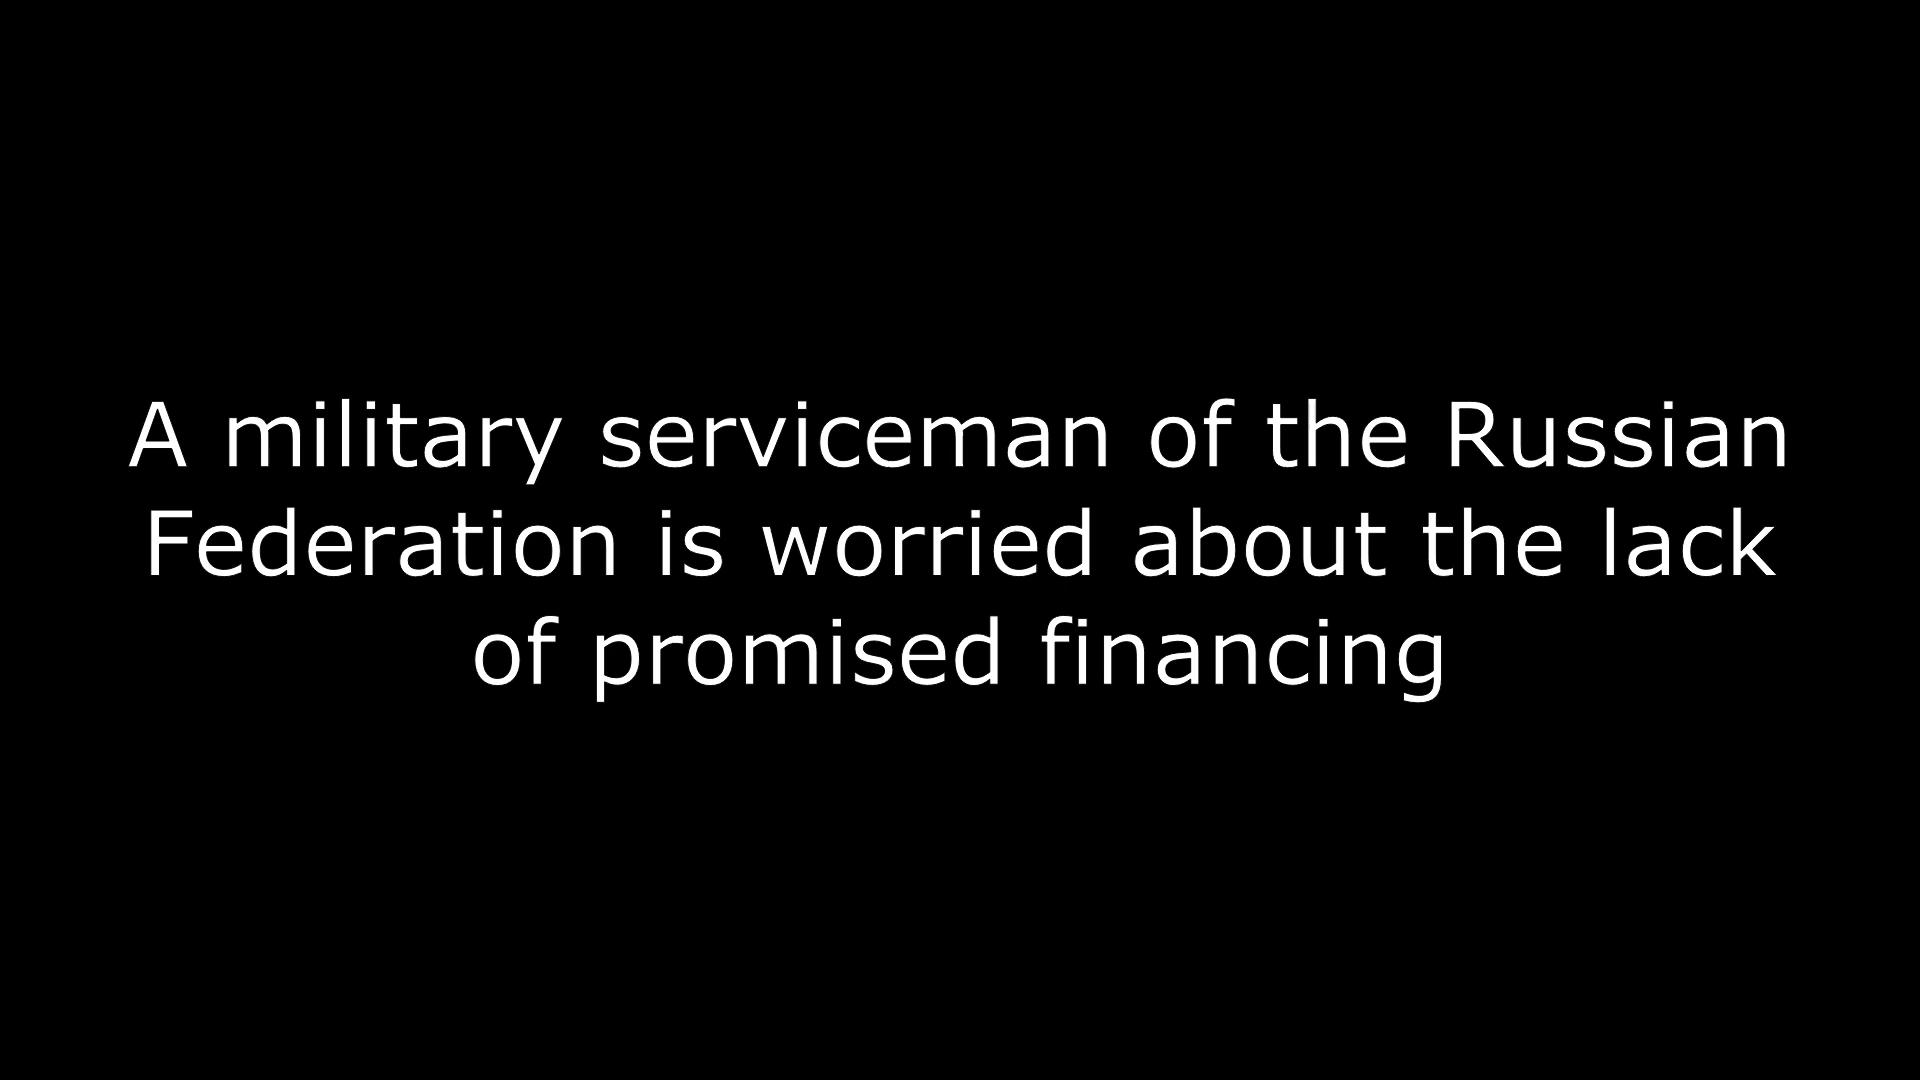 A military serviceman of the Russian
Federation is worried about the lack
of promised financing